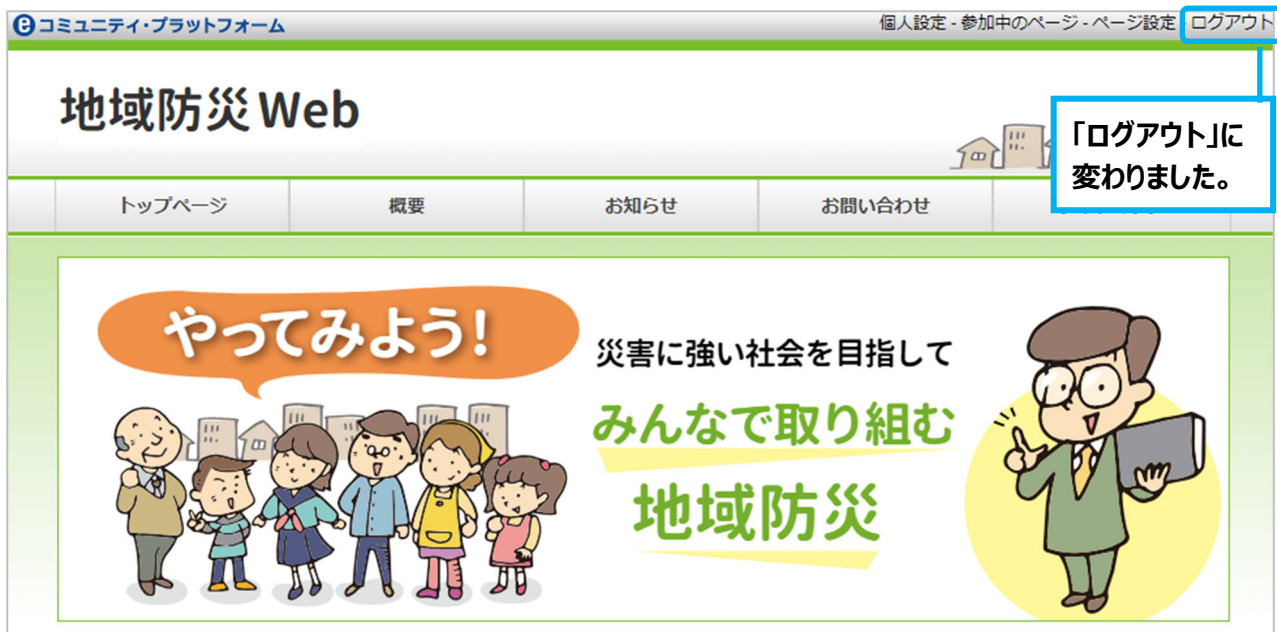 eコミュニティ・プラットフォーム
個人設定 - 参加中のページ - ページ設定 - ログアウト
地域防災Web
「ログアウト」に
変わりました。
トップページ 概要 お知らせ お問い合わせ
やってみよう!
災害に強い社会を目指して
みんなで取り組む
地域防災